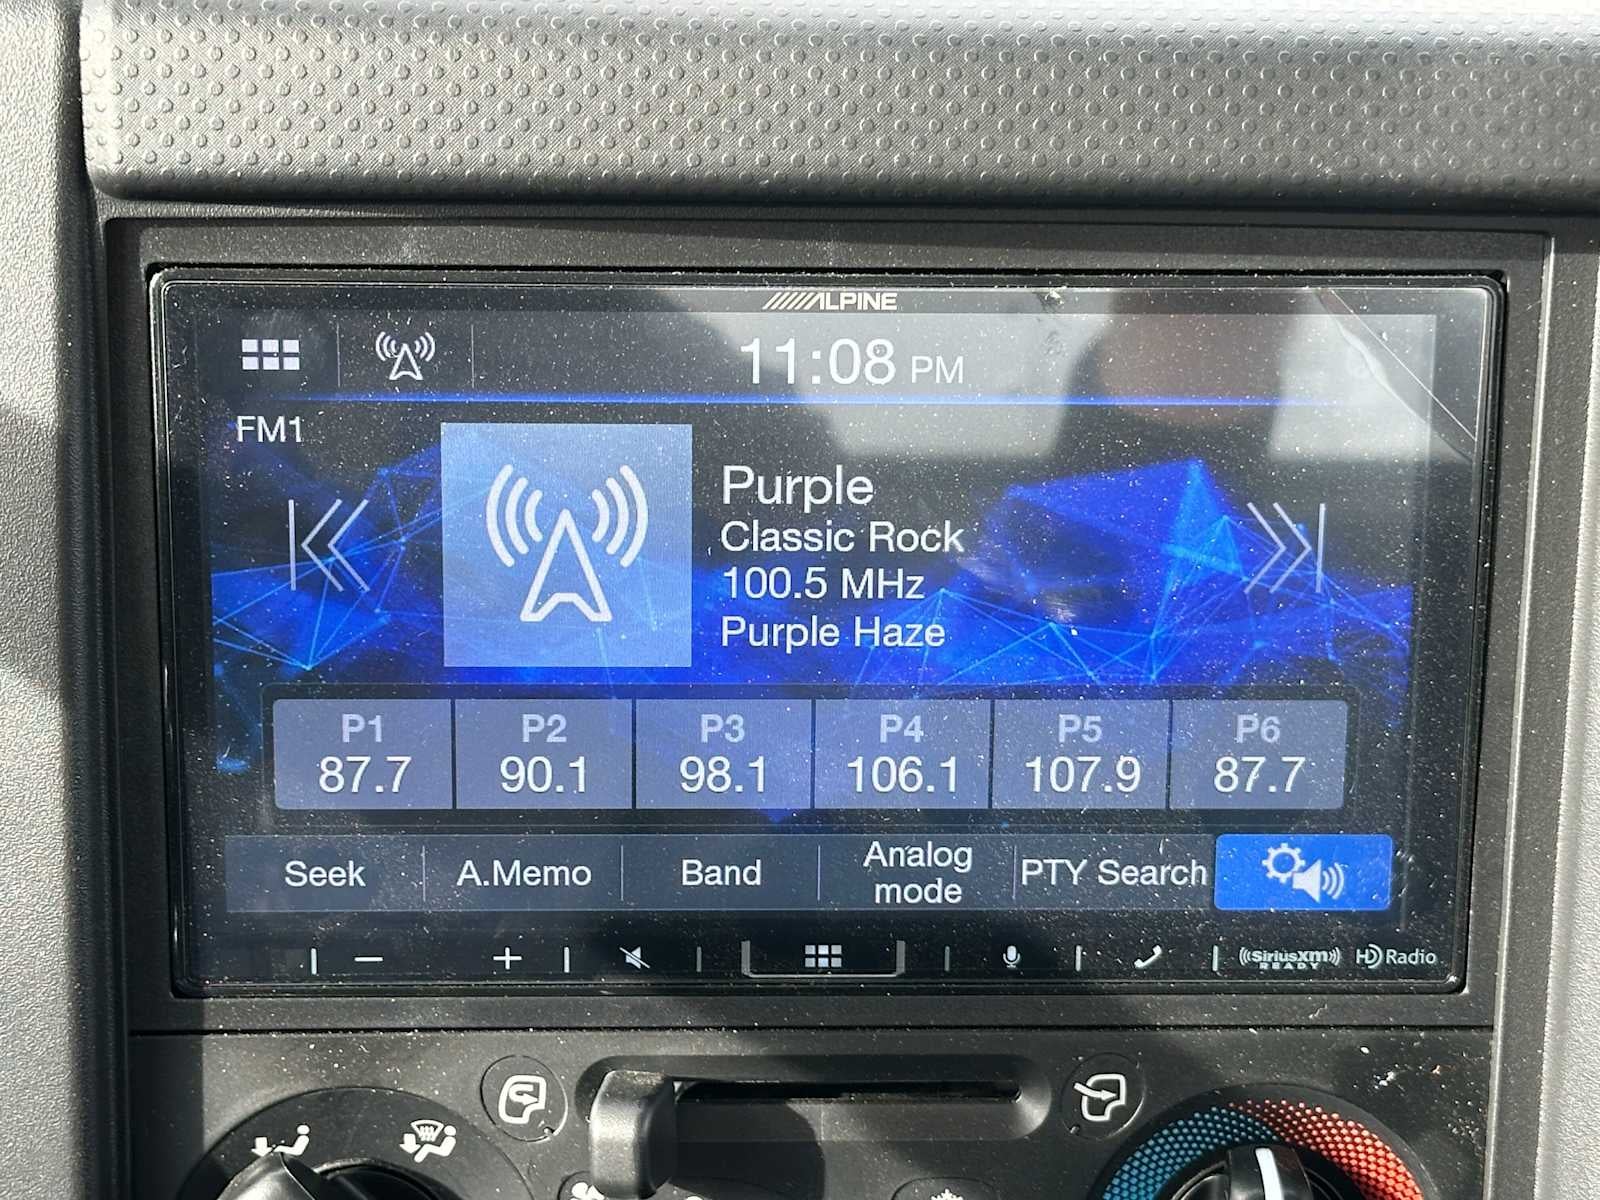 ALPINE
11:08 PM
FM1
Purple
Classic Rock
100.5 MHz
Purple Haze
P1 P2 P3 P4 P5 P6
87.7 90.1 98.1 106.1 107.9 87.7
Seek A.Memo Band Analog mode PTY Search
((SiriusXM)) READY HD Radio